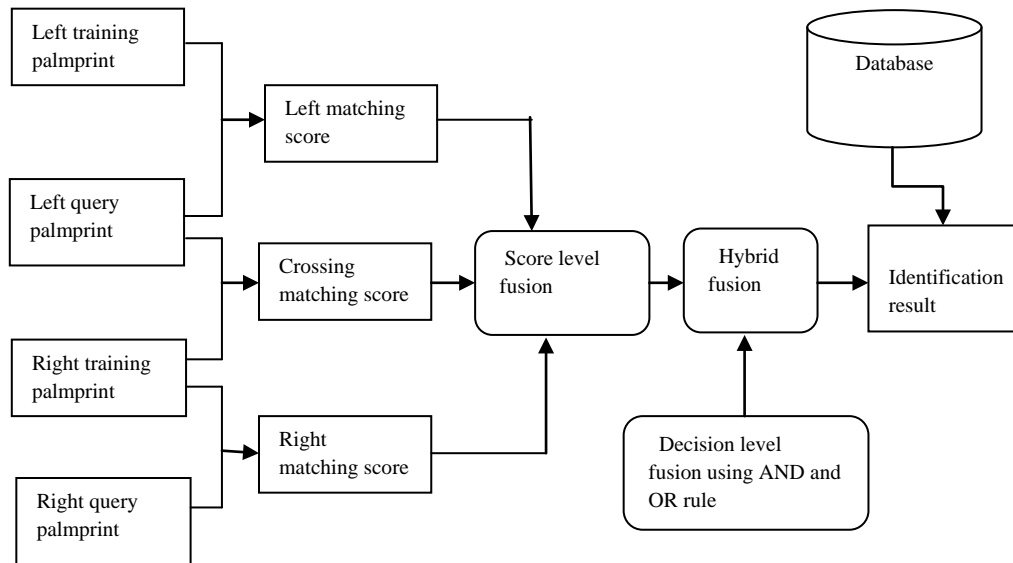 Left training
palmprint
Left query
palmprint
Right training
palmprint
Right query
palmprint
Left matching
score
Crossing
matching score
Right
matching score
Score level
fusion
Hybrid
fusion
Decision level
fusion using AND and
OR rule
Database
Identification
result